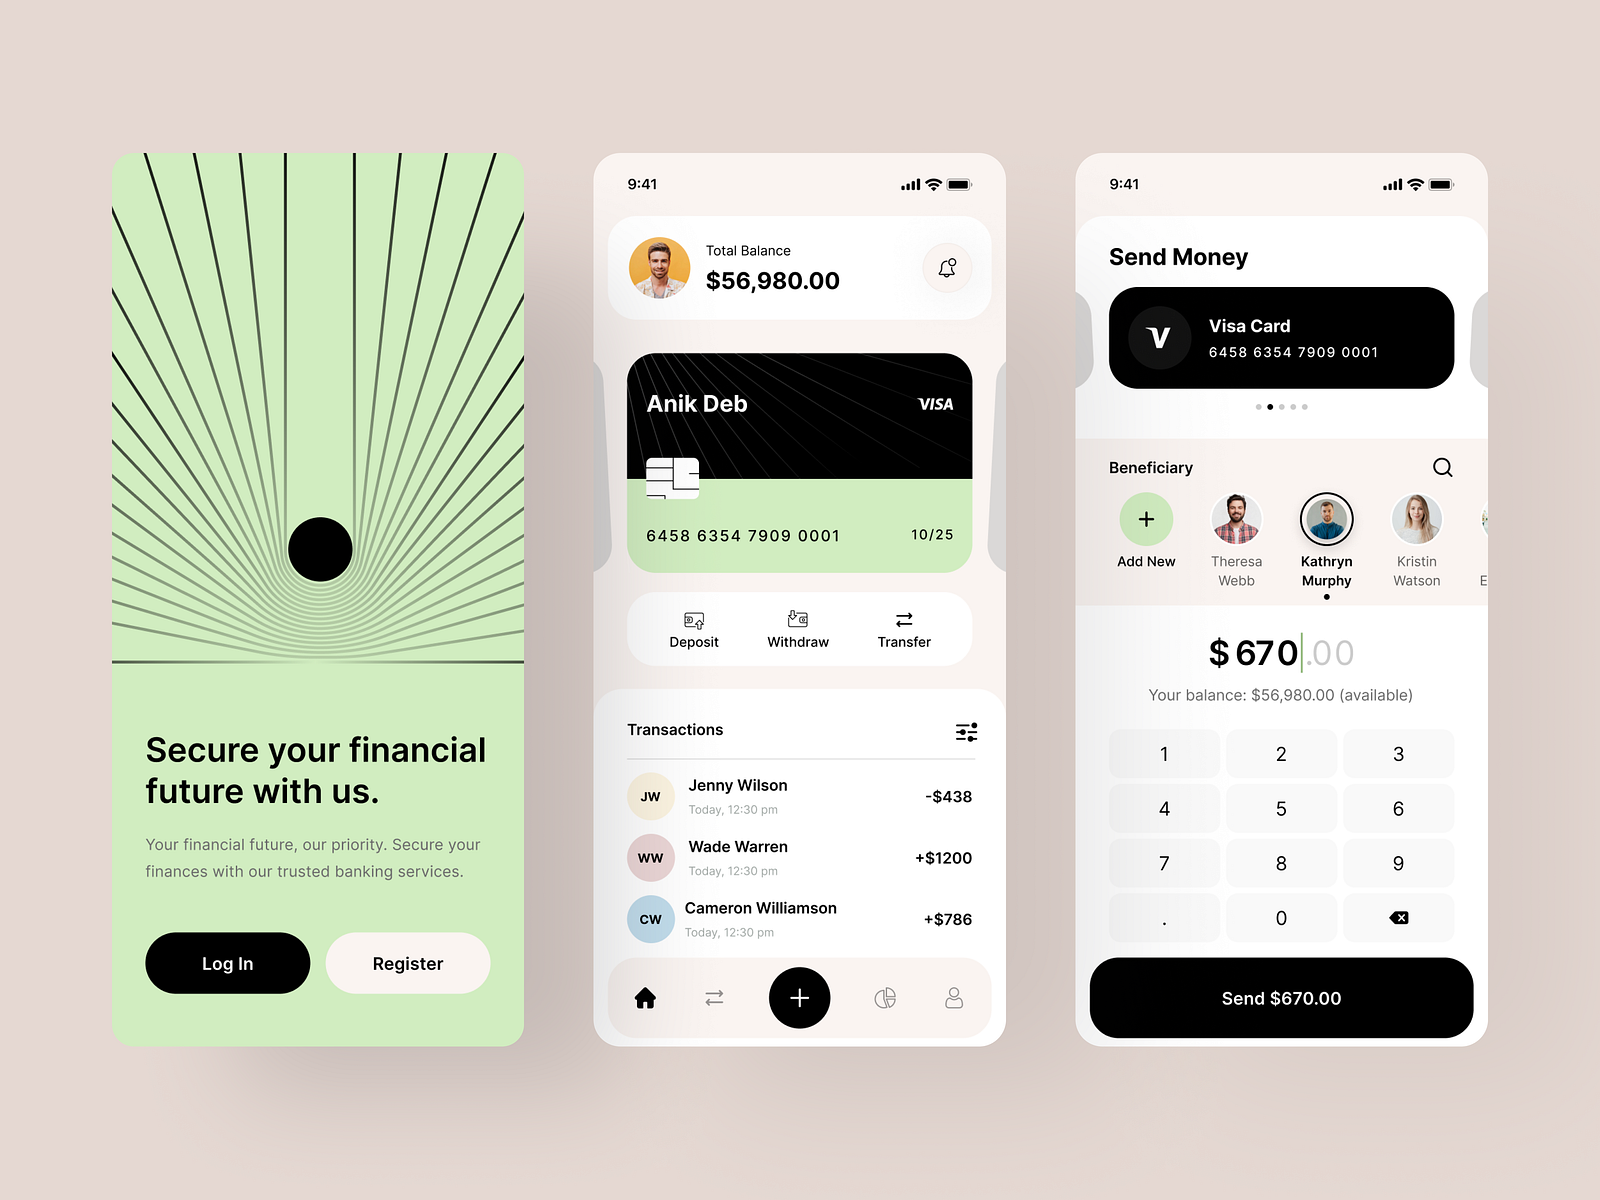 Secure your financial
future with us.
Your financial future, our priority. Secure your
finances with our trusted banking services.
Log In
Register
9:41
Total Balance
$56,980.00
Anik Deb
VISA
6458 6354 7909 0001
10/25
Deposit
Withdraw
Transfer
Transactions
JW
Jenny Wilson
Today, 12:30 pm
-$438
WW
Wade Warren
Today, 12:30 pm
+$1200
CW
Cameron Williamson
Today, 12:30 pm
+$786
9:41
Send Money
V
Visa Card
6458 6354 7909 0001
Beneficiary
Add New
Theresa
Webb
Kathryn
Murphy
Kristin
Watson
E
$670.00
Your balance: $56,980.00 (available)
1
2
3
4
5
6
7
8
9
.
0
Send $670.00